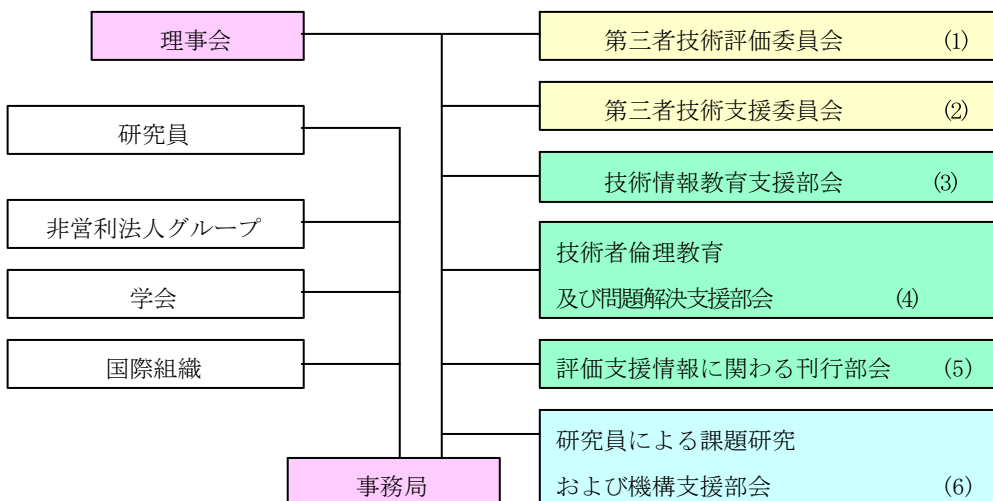 理事会
第三者技術評価委員会 (1)
第三者技術支援委員会 (2)
研究員
技術情報教育支援部会 (3)
非営利法人グループ
技術者倫理教育
及び問題解決支援部会 (4)
学会
国際組織
評価支援情報に関わる刊行部会 (5)
研究員による課題研究
および機構支援部会 (6)
事務局